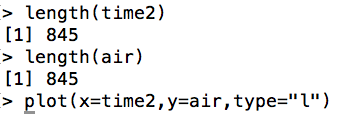 > length(time2)
[1] 845
> length(air)
[1] 845
> plot(x=time2,y=air,type="l")